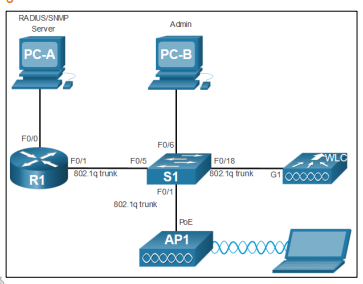 RADIUS/SNMP
Server
Admin
PC-A
PC-B
F0/0
F0/6
F0/1
F0/5
F0/18
WLC
R1
802.1q trunk
S1
802.1q trunk
G1
F0/1
802.1q trunk
PoE
AP1